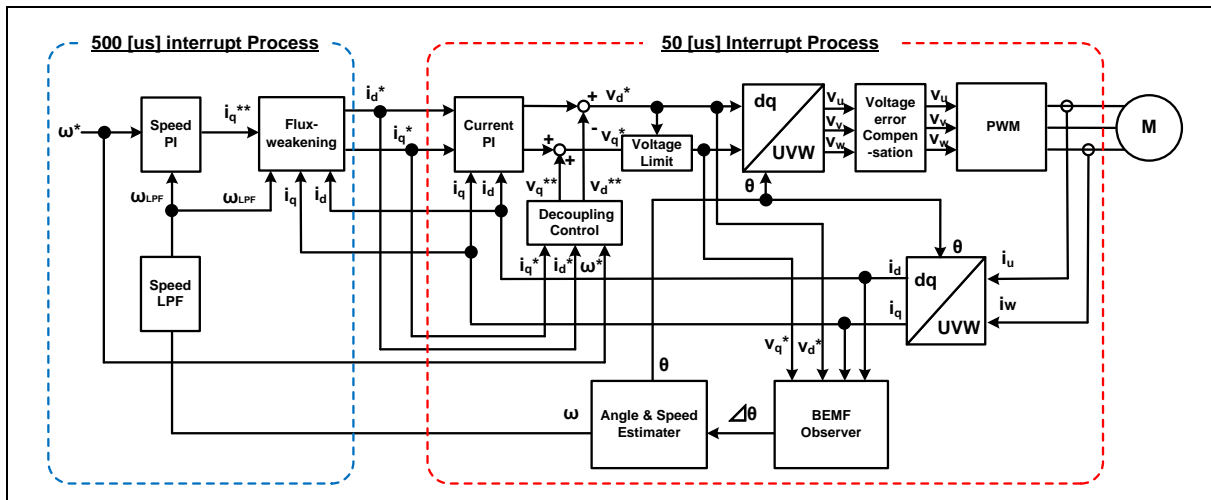 500 [us] interrupt Process
50 [us] Interrupt Process
ω*
Speed
PI
iq**
Flux-
weakening
id*
iq*
Current
PI
+
vd*
-
+
+
vq*
Voltage
Limit
dq
UVW
vu
vv
vw
Voltage
error
Compen
-sation
vu
vv
vw
PWM
M
ωLPF
ωLPF
iq
id
iq
id
vq**
vd**
θ
Decoupling
Control
iq*
id*
ω*
Speed
LPF
θ
id
iq
dq
UVW
iu
iw
vq*
vd*
θ
ω
Angle & Speed
Estimater
⊿θ
BEMF
Observer